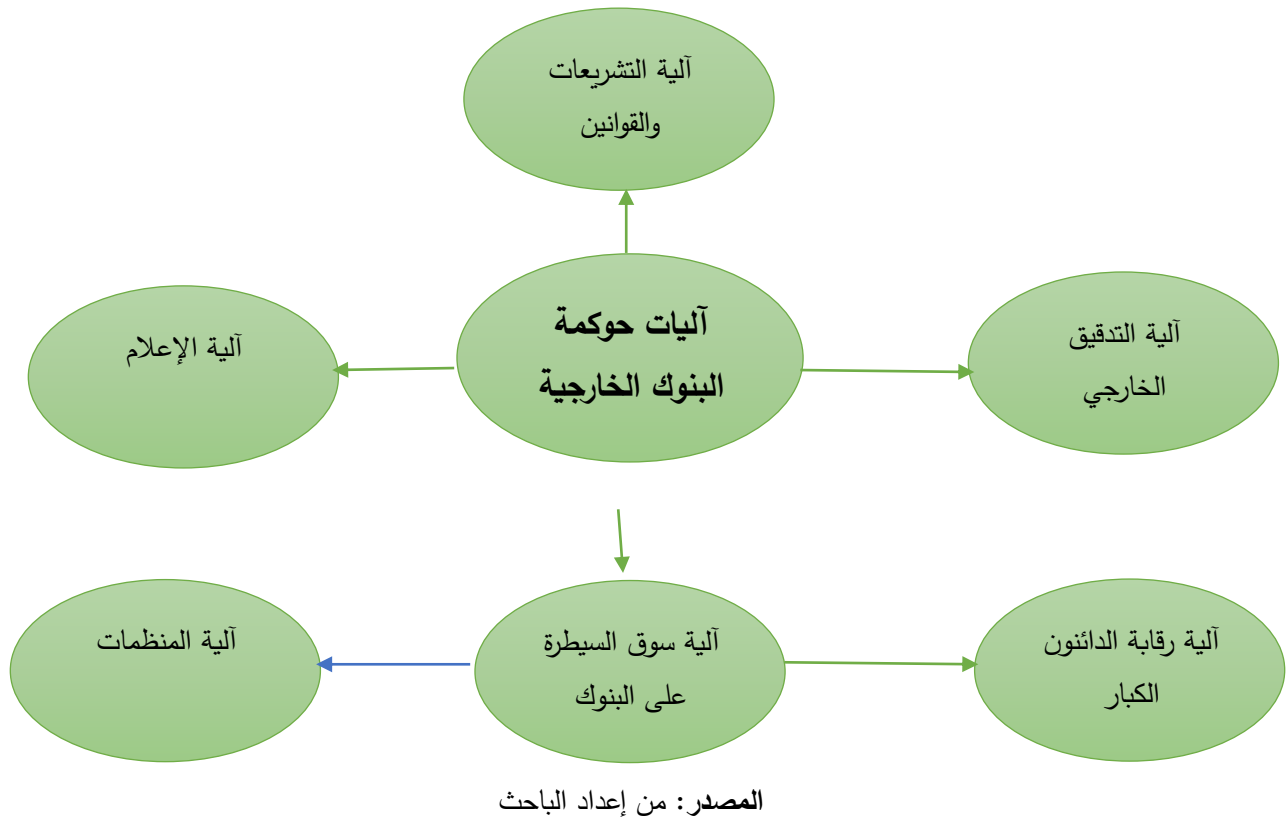 آلية التشريعات
والقوانين
آليات حوكمة
البنوك الخارجية
آلية التدقيق
الخارجي
آلية الإعلام
آلية رقابة الدائنون
الكبار
آلية سوق السيطرة
على البنوك
آلية المنظمات
المصدر: من إعداد الباحث